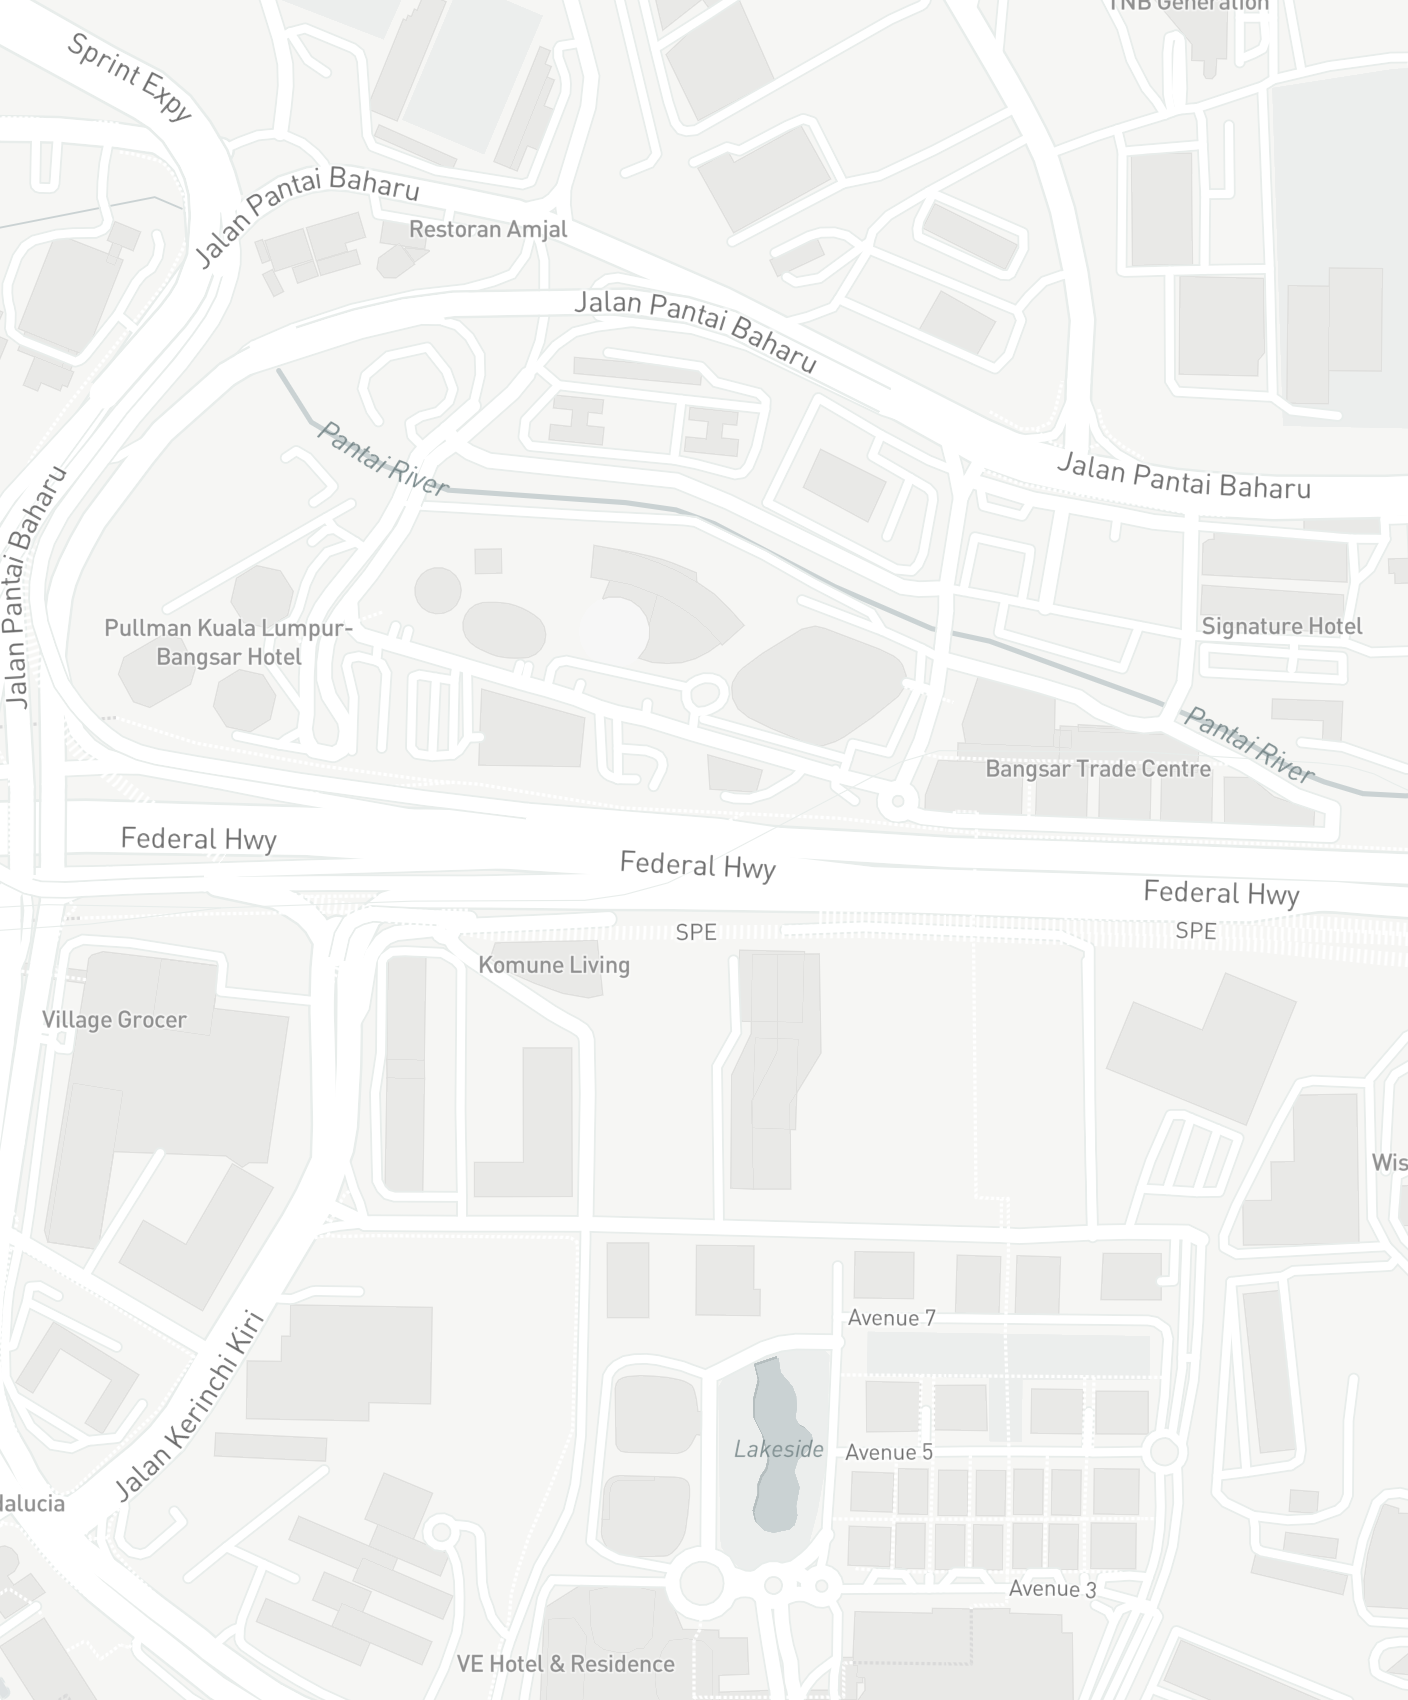 TNB Generation
Sprint Expy
Jalan Pantai Baharu
Restoran Amjal
Jalan Pantai Baharu
Pantai River
Jalan Pantai Baharu
Jalan Pantai Baharu
Pullman Kuala Lumpur-
Bangsar Hotel
Signature Hotel
Pantai River
Bangsar Trade Centre
Federal Hwy
Federal Hwy
Federal Hwy
SPE
SPE
Komune Living
Village Grocer
Wis
Avenue 7
Jalan Kerinchi Kiri
Lakeside
Avenue 5
dalucia
Avenue 3
VE Hotel & Residence